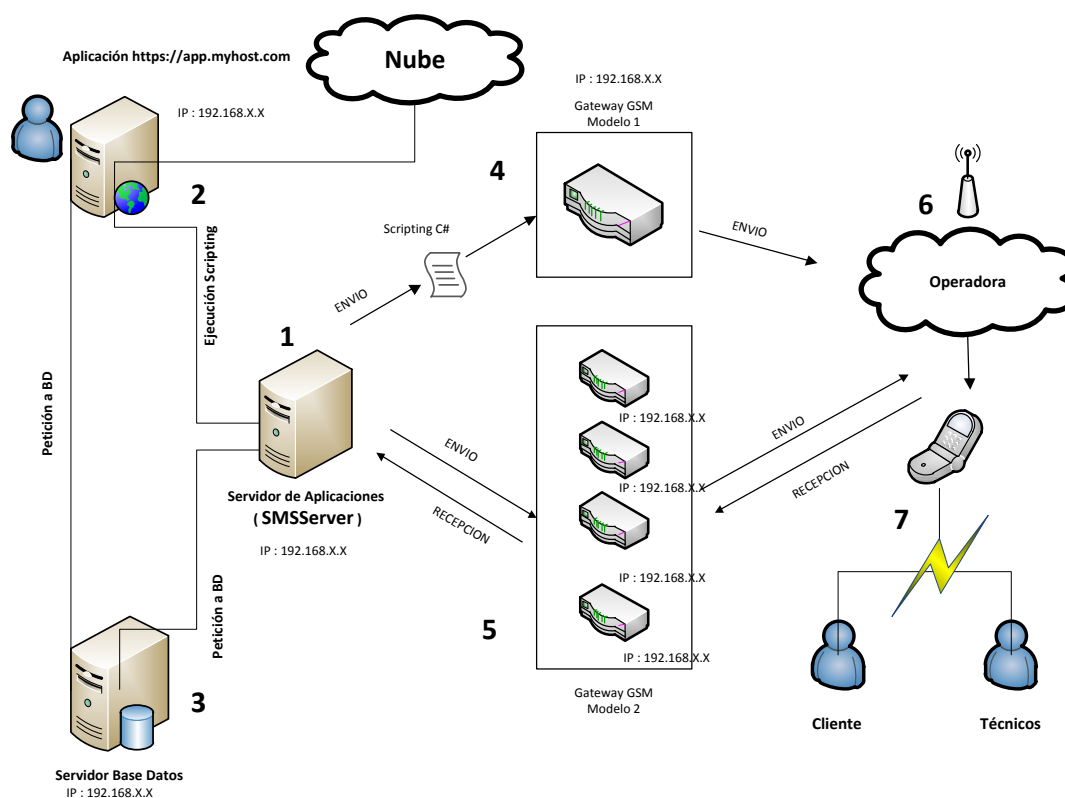 Aplicación https://app.myhost.com
Nube
IP : 192.168.X.X
2
IP : 192.168.X.X
Gateway GSM
Modelo 1
4
Scripting C#
ENVIO
ENVIO
6
Operadora
Ejecución Scripting
Petición a BD
1
Servidor de Aplicaciones
( SMSServer )
IP : 192.168.X.X
ENVIO
RECEPCION
IP : 192.168.X.X
IP : 192.168.X.X
IP : 192.168.X.X
IP : 192.168.X.X
5
Gateway GSM
Modelo 2
ENVIO
RECEPCION
7
Cliente
Técnicos
Petición a BD
3
Servidor Base Datos
IP : 192.168.X.X